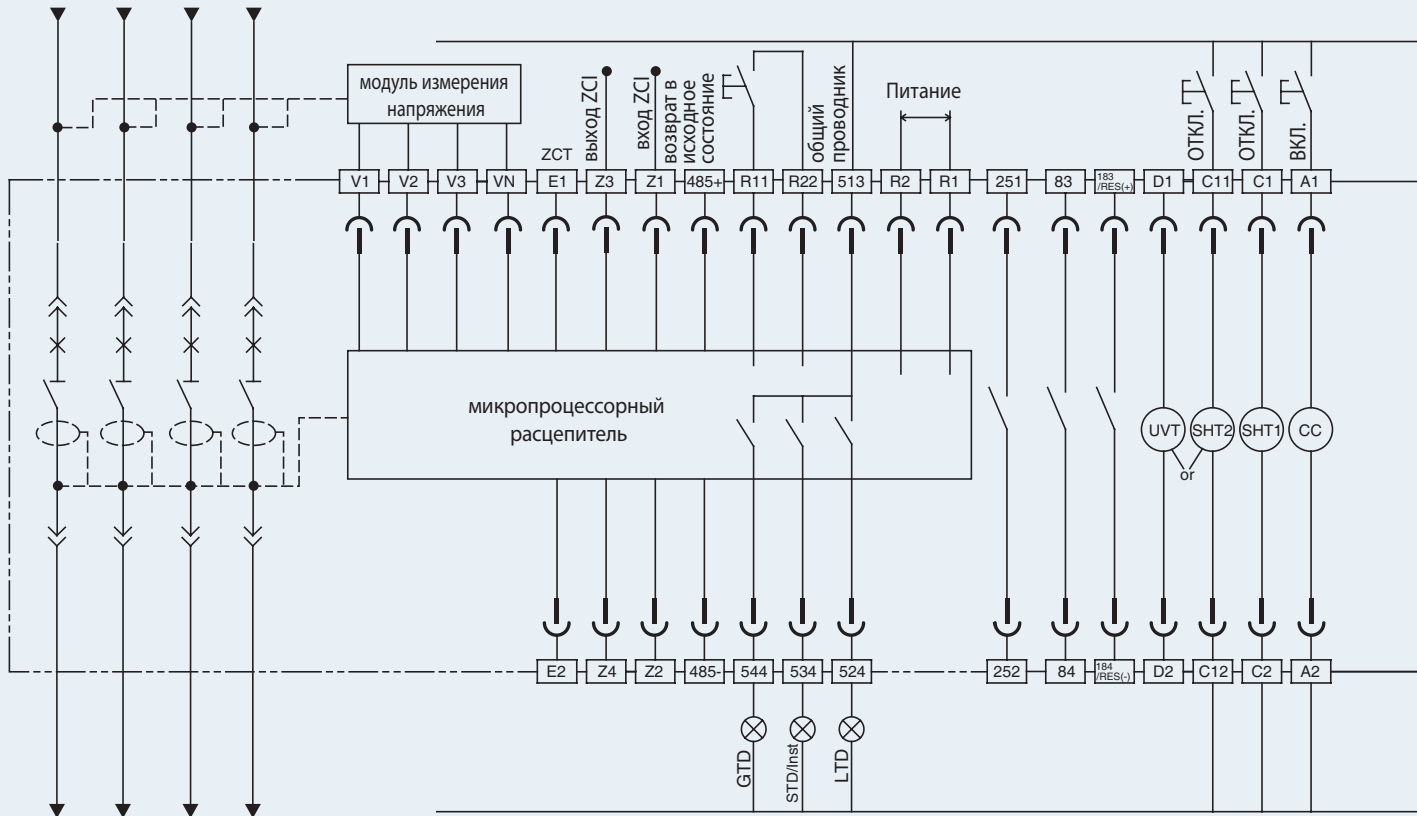 модуль измерения
напряжения
ZCT
выход ZCI
вход ZCI
возврат в
исходное
состояние
общий
проводник
Питание
ОТКЛ.
ОТКЛ.
ВКЛ.
V1 V2 V3 VN E1 Z3 Z1 485+ R11 R22 513 R2 R1 251 83 183 /RES(+) D1 C11 C1 A1
микропроцессорный
расцепитель
UVT SHT2 SHT1 CC
or
E2 Z4 Z2 485- 544 534 524 252 84 184 /RES(-) D2 C12 C2 A2
GTD
STD/Inst
LTD